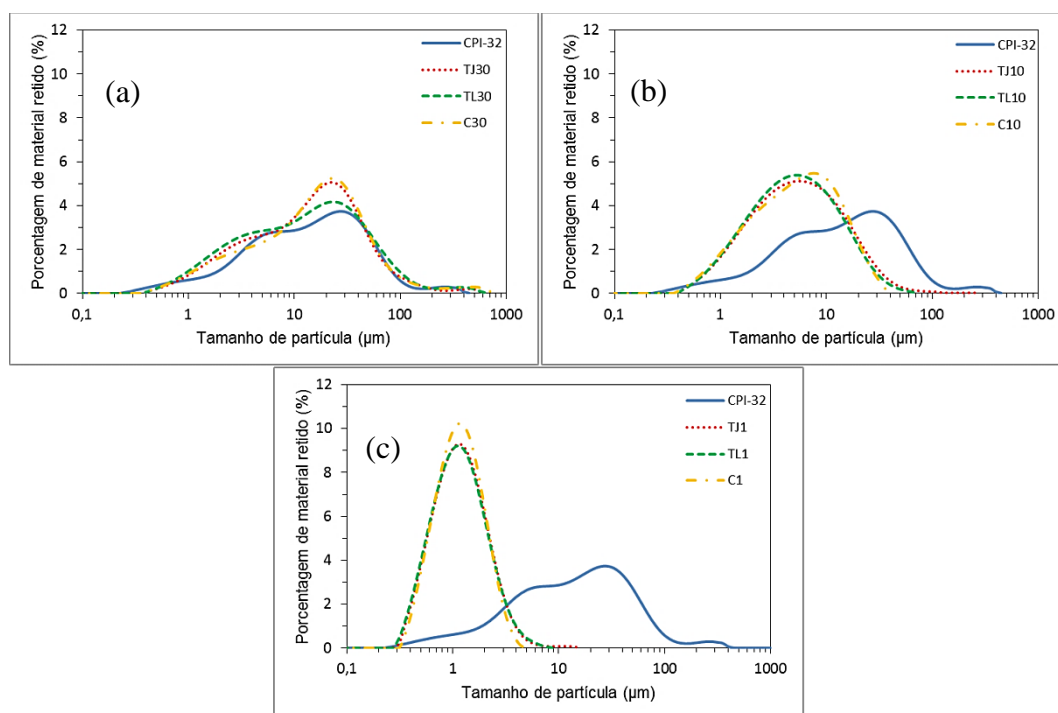 12
10
8
6
4
2
0
0,1
1
10
100
1000
Porcentagem de material retido (%)
Tamanho de partícula (µm)
(a)
CPI-32
TJ30
TL30
C30
12
10
8
6
4
2
0
0,1
1
10
100
1000
Porcentagem de material retido (%)
Tamanho de partícula (µm)
(b)
CPI-32
TJ10
TL10
C10
12
10
8
6
4
2
0
0,1
1
10
100
1000
Porcentagem de material retido (%)
Tamanho de partícula (µm)
(c)
CPI-32
TJ1
TL1
C1